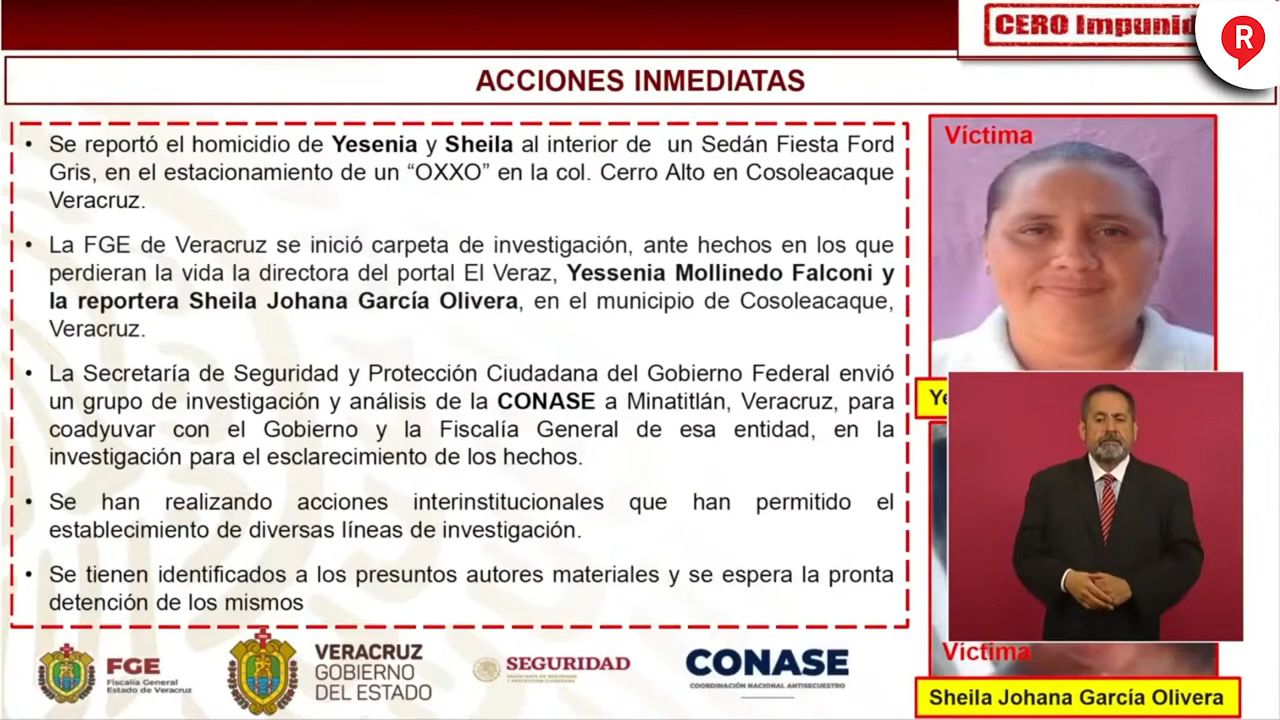 CERO Impunid
R
ACCIONES INMEDIATAS
• Se reportó el homicidio de Yesenia y Sheila al interior de un Sedán Fiesta Ford
Gris, en el estacionamiento de un “OXXO” en la col. Cerro Alto en Cosoleacaque
Veracruz.
• La FGE de Veracruz se inició carpeta de investigación, ante hechos en los que
perdieran la vida la directora del portal El Veraz, Yessenia Mollinedo Falconi y
la reportera Sheila Johana García Olivera, en el municipio de Cosoleacaque,
Veracruz.
• La Secretaría de Seguridad y Protección Ciudadana del Gobierno Federal envió
un grupo de investigación y análisis de la CONASE a Minatitlán, Veracruz, para
coadyuvar con el Gobierno y la Fiscalía General de esa entidad, en la
investigación para el esclarecimiento de los hechos.
• Se han realizando acciones interinstitucionales que han permitido el
establecimiento de diversas líneas de investigación.
• Se tienen identificados a los presuntos autores materiales y se espera la pronta
detención de los mismos
Víctima
Ye
Víctima
Sheila Johana García Olivera
FGE
Fiscalía General
Estado de Veracruz
VERACRUZ
GOBIERNO
DEL ESTADO
SEGURIDAD
SECRETARÍA DE SEGURIDAD
Y PROTECCIÓN CIUDADANA
CONASE
COORDINACIÓN NACIONAL ANTISECUESTRO